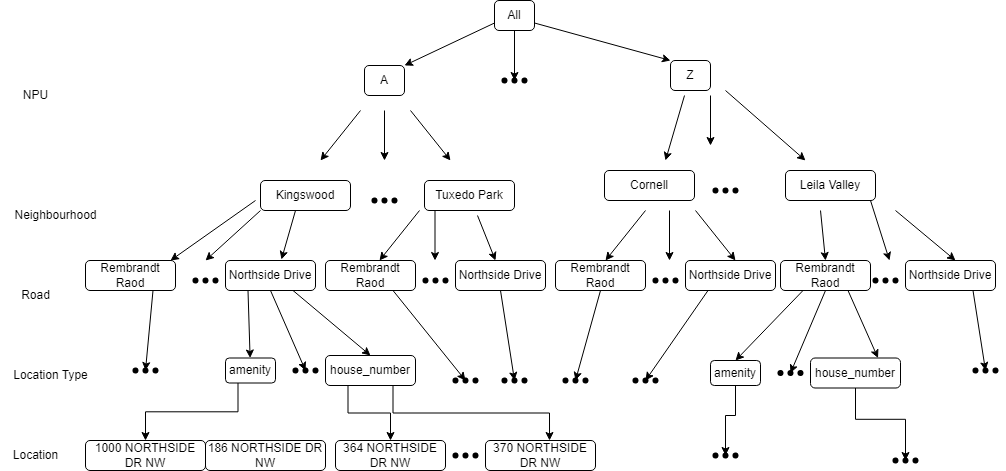 All
NPU
A
Z
Neighbourhood
Kingswood
Tuxedo Park
Cornell
Leila Valley
Road
Rembrandt
Raod
Northside Drive
Rembrandt
Raod
Northside Drive
Rembrandt
Raod
Northside Drive
Rembrandt
Raod
Northside Drive
Location Type
amenity
house_number
amenity
house_number
Location
1000 NORTHSIDE
DR NW
186 NORTHSIDE DR
NW
364 NORTHSIDE
DR NW
370 NORTHSIDE
DR NW